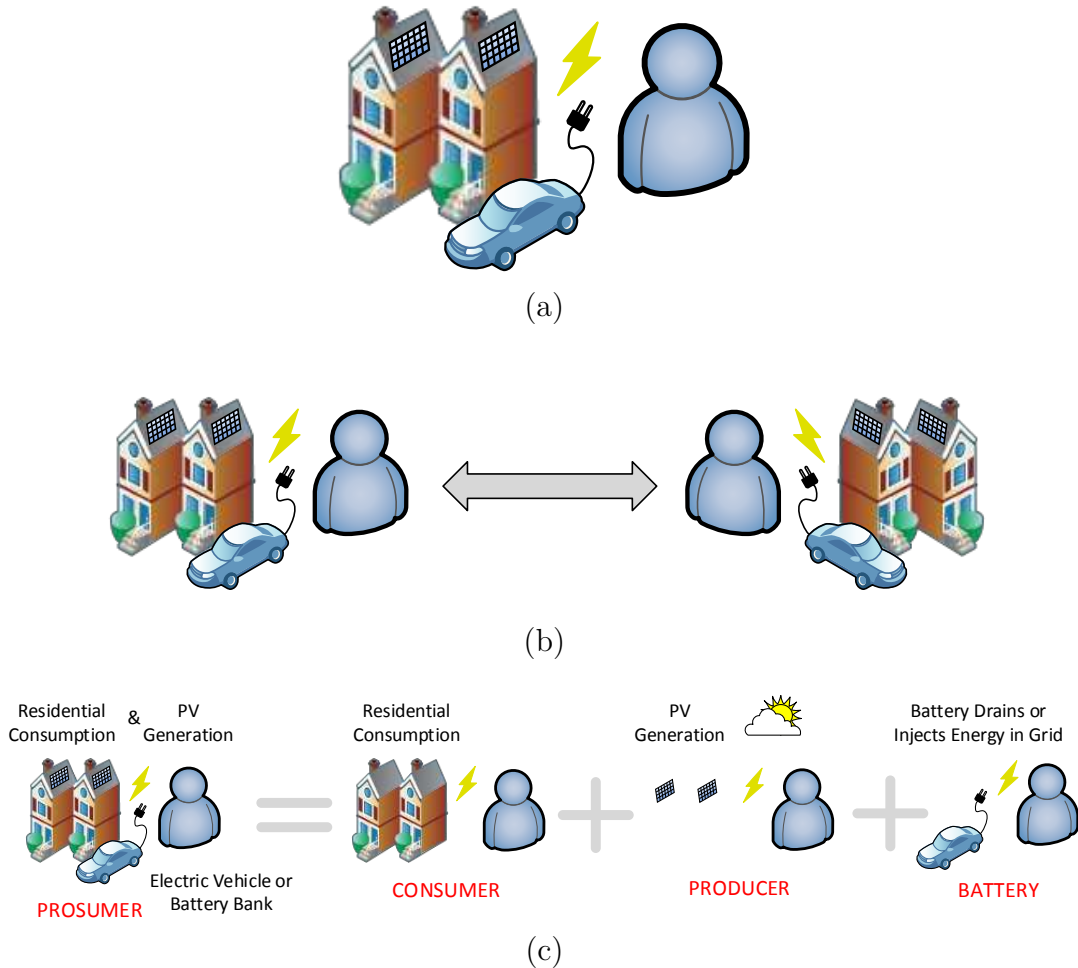 (a)
(b)
Residential & PV
Consumption Generation
Electric Vehicle or
Battery Bank
PROSUMER
Residential
Consumption
CONSUMER
PV
Generation
PRODUCER
Battery Drains or
Injects Energy in Grid
BATTERY
(c)